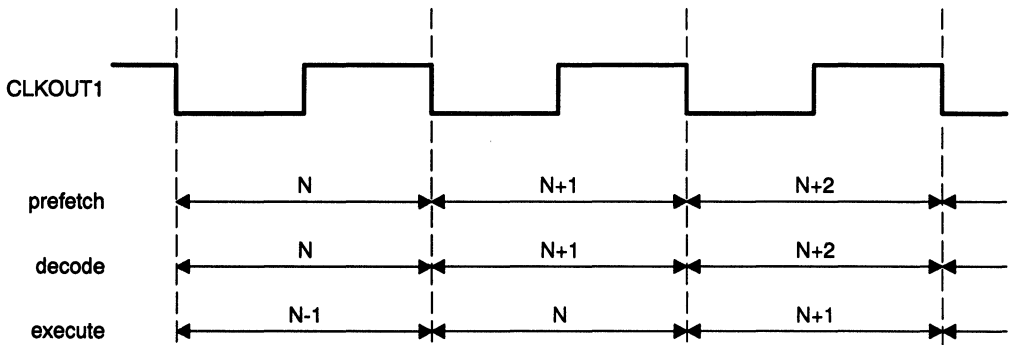 CLKOUT1
prefetch N N+1 N+2
decode N N+1 N+2
execute N-1 N N+1